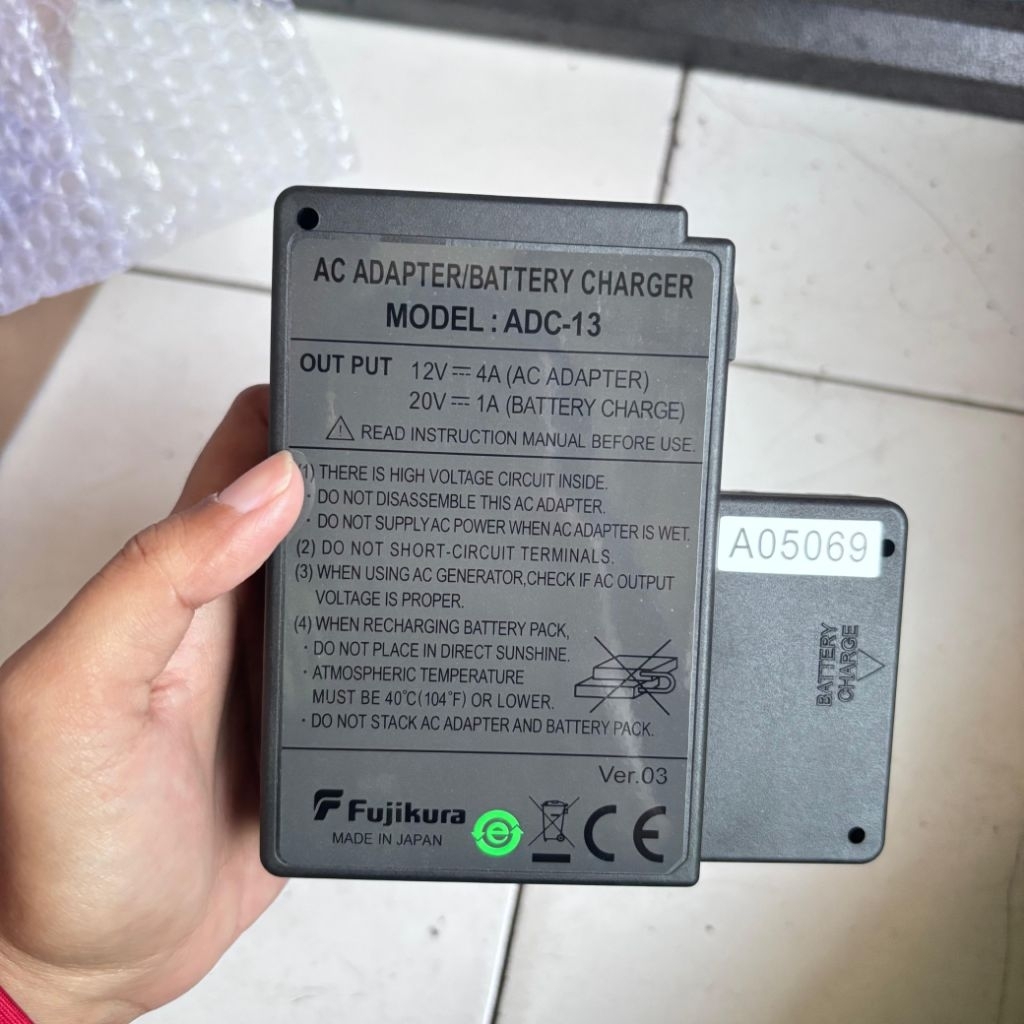 AC ADAPTER/BATTERY CHARGER
MODEL : ADC-13
OUT PUT 12V⎓4A (AC ADAPTER)
20V⎓1A (BATTERY CHARGE)
READ INSTRUCTION MANUAL BEFORE USE.
(1) THERE IS HIGH VOLTAGE CIRCUIT INSIDE.
· DO NOT DISASSEMBLE THIS AC ADAPTER.
· DO NOT SUPPLY AC POWER WHEN AC ADAPTER IS WET.
(2) DO NOT SHORT-CIRCUIT TERMINALS.
(3) WHEN USING AC GENERATOR,CHECK IF AC OUTPUT
VOLTAGE IS PROPER.
(4) WHEN RECHARGING BATTERY PACK,
· DO NOT PLACE IN DIRECT SUNSHINE.
· ATMOSPHERIC TEMPERATURE
MUST BE 40℃(104℉) OR LOWER.
· DO NOT STACK AC ADAPTER AND BATTERY PACK.
Ver.03
Fujikura
MADE IN JAPAN
e
CE
A05069
BATTERY
CHARGE